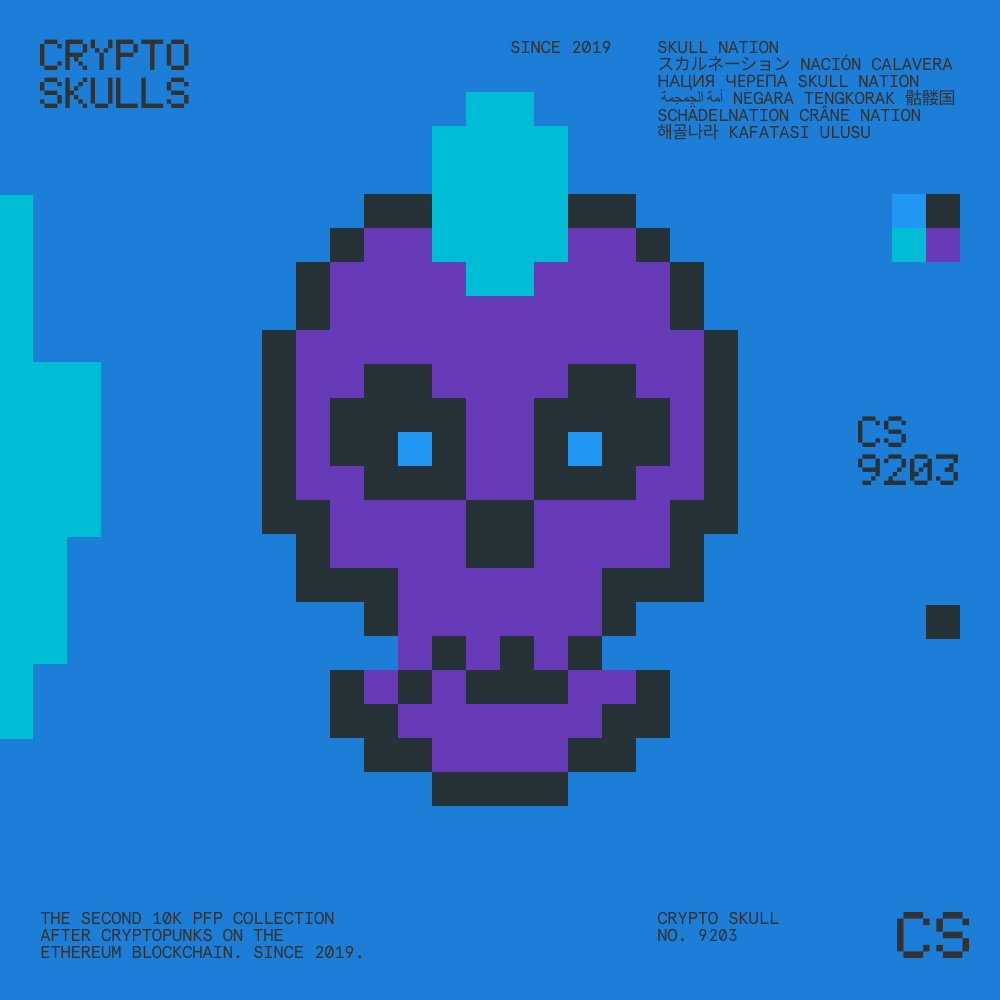 CRYPTO
SKULLS
SINCE 2019
SKULL NATION
スカルネーション NACIÓN CALAVERA
НАЦИЯ ЧЕРЕПА SKULL NATION
أمة الجمجمة NEGARA TENGKORAK 骷髅国
SCHÄDELNATION CRÂNE NATION
해골나라 KAFATASI ULUSU
CS
9203
THE SECOND 10K PFP COLLECTION
AFTER CRYPTOPUNKS ON THE
ETHEREUM BLOCKCHAIN. SINCE 2019.
CRYPTO SKULL
NO. 9203
CS